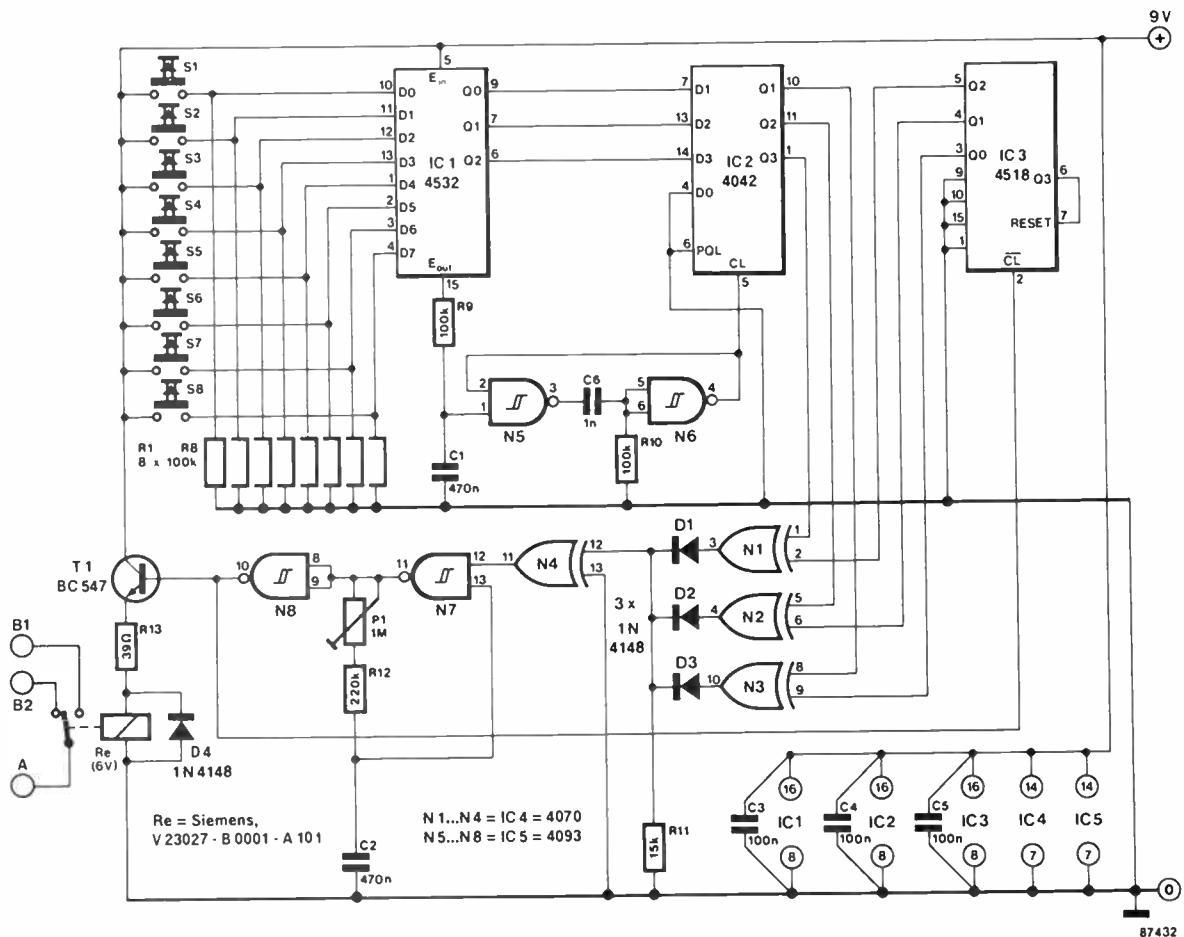 9V
+
S1
S2
S3
S4
S5
S6
S7
S8
R1 R8
8 x 100k
5
E in
10 D0
11 D1
12 D2
13 D3
1 D4
2 D5
3 D6
4 D7
Q0 9
Q1 7
Q2 6
IC 1
4532
E out
15
R9
100k
C1
470n
7 D1
13 D2
14 D3
4 D0
6 POL
Q1 10
Q2 11
Q3 1
IC 2
4042
CL
5
5 Q2
4 Q1
3 Q0
9
10
15
1
IC 3
4518
Q3 6
RESET 7
CL
2
2
1
3
N5
C6
1n
5
6
4
N6
R10
100k
T 1
BC 547
R13
39Ω
B1
B2
A
Re
(6V)
D4
1N 4148
10
8
9
N8
11
12
13
N7
P1
1M
R12
220k
C2
470n
11
12
13
N4
3 x
1N
4148
D1
3
N1
1
2
D2
4
N2
5
6
D3
10
N3
8
9
R11
15k
Re = Siemens,
V 23027 - B 0001 - A 101
N 1...N4 = IC 4 = 4070
N5...N8 = IC 5 = 4093
C3
100n
16
IC1
8
C4
100n
16
IC2
8
C5
100n
16
IC3
8
14
IC4
7
14
IC5
7
0
87432